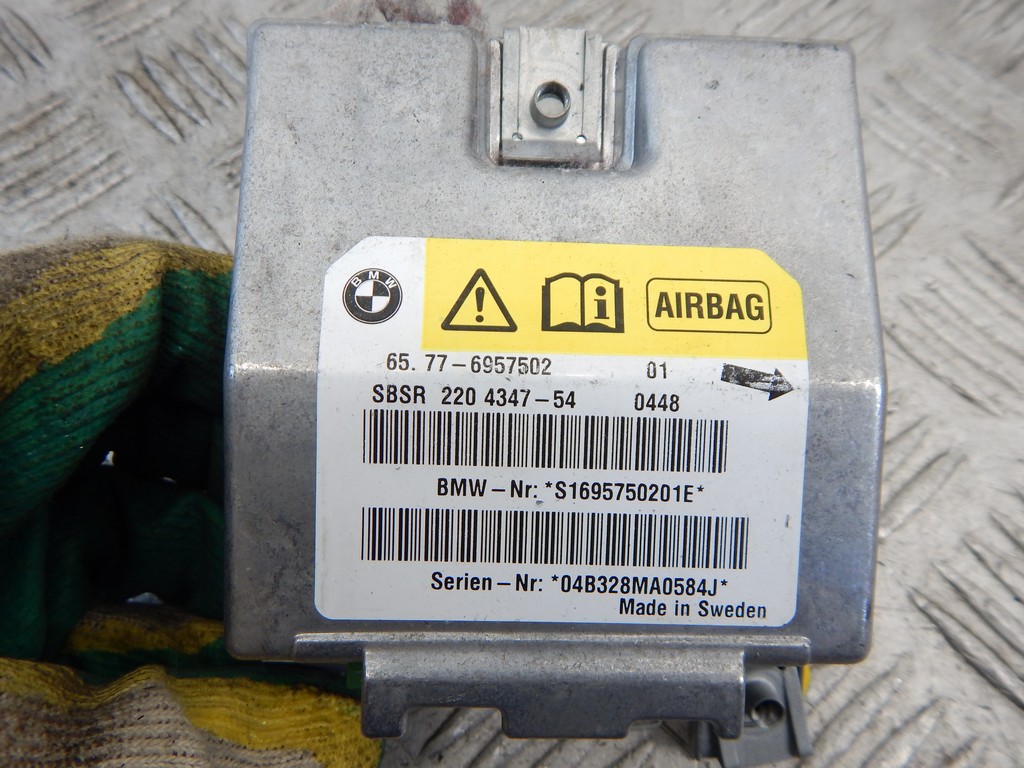 BMW
AIRBAG
65. 77-6957502 01
SBSR 220 4347-54 0448
BMW-Nr: *S1695750201E*
Serien-Nr: *04B328MA0584J*
Made in Sweden